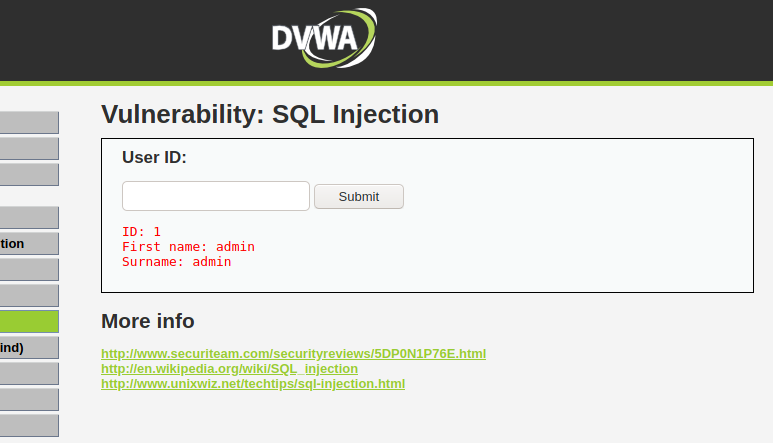 DVWA
Vulnerability: SQL Injection
User ID:
Submit
ID: 1
First name: admin
Surname: admin
tion
ind)
More info
http://www.securiteam.com/securityreviews/5DP0N1P76E.html
http://en.wikipedia.org/wiki/SQL_injection
http://www.unixwiz.net/techtips/sql-injection.html